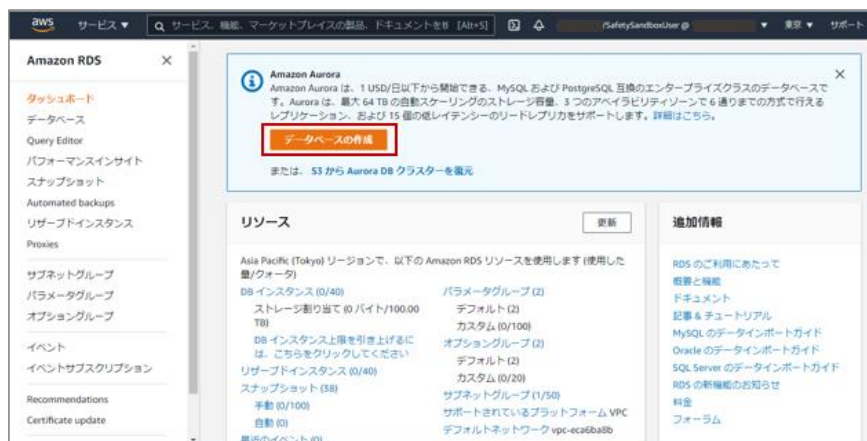 aws
サービス ▼
サービス、機能、マーケットプレイスの製品、ドキュメントを検 [Alt+S]
/SafetySandboxUser @
▼
東京 ▼
サポート
Amazon RDS
ダッシュボード
データベース
Query Editor
パフォーマンスインサイト
スナップショット
Automated backups
リザーブドインスタンス
Proxies
サブネットグループ
パラメータグループ
オプショングループ
イベント
イベントサブスクリプション
Recommendations
Certificate update
Amazon Aurora
Amazon Aurora は、1 USD/日以下から開始できる、MySQL および PostgreSQL 互換のエンタープライズクラスのデータベースで
す。Aurora は、最大 64 TB の自動スケーリングのストレージ容量、3 つのアベイラビリティゾーンで 6 通りまでの方式で行える
レプリケーション、および 15 個の低レイテンシーのリードレプリカをサポートします。詳細はこちら。
データベースの作成
または、 S3 から Aurora DB クラスターを復元
リソース
更新
Asia Pacific (Tokyo) リージョンで、以下の Amazon RDS リソースを使用します (使用した
量/クォータ)
DB インスタンス (0/40)
ストレージ割り当て (0 バイト/100.00
TB)
DB インスタンス上限を引き上げるに
は、こちらをクリックしてください
リザーブドインスタンス (0/40)
スナップショット (38)
手動 (0/100)
自動 (0)
最近のイベント (0)
パラメータグループ (2)
デフォルト (2)
カスタム (0/100)
オプショングループ (2)
デフォルト (2)
カスタム (0/20)
サブネットグループ (1/50)
サポートされているプラットフォーム VPC
デフォルトネットワーク vpc-eca6ba8b
追加情報
RDS のご利用にあたって
概要と機能
ドキュメント
記事 & チュートリアル
MySQL のデータインポートガイド
Oracle のデータインポートガイド
SQL Server のデータインポートガイド
RDS の新機能のお知らせ
料金
フォーラム